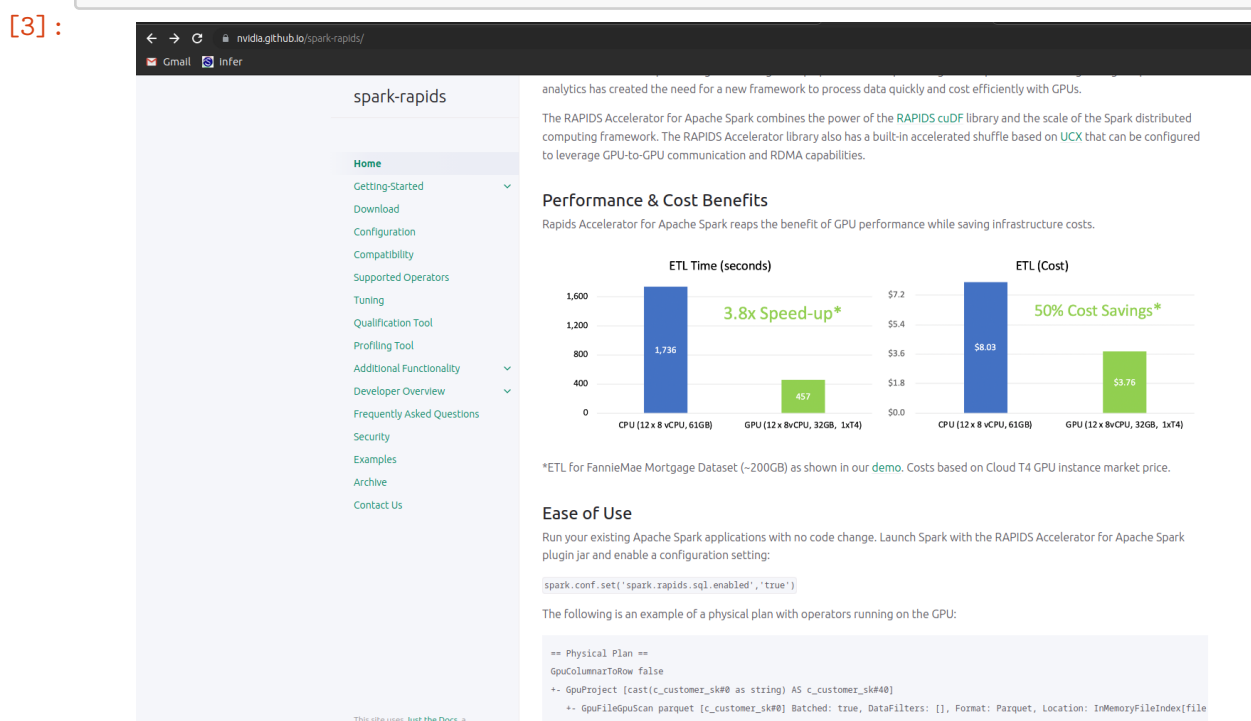 [3]:
nvidia.github.io/spark-rapids/
Gmail infer
spark-rapids
Home
Getting-Started
Download
Configuration
Compatibility
Supported Operators
Tuning
Qualification Tool
Profiling Tool
Additional Functionality
Developer Overview
Frequently Asked Questions
Security
Examples
Archive
Contact Us
This site uses Just the Docs, a
analytics has created the need for a new framework to process data quickly and cost efficiently with GPUs.
The RAPIDS Accelerator for Apache Spark combines the power of the RAPIDS cuDF library and the scale of the Spark distributed
computing framework. The RAPIDS Accelerator library also has a built-in accelerated shuffle based on UCX that can be configured
to leverage GPU-to-GPU communication and RDMA capabilities.
Performance & Cost Benefits
Rapids Accelerator for Apache Spark reaps the benefit of GPU performance while saving infrastructure costs.
ETL Time (seconds)
1,600
1,200
800
400
0
3.8x Speed-up*
1,736
457
CPU (12 x 8 vCPU, 61GB) GPU (12 x 8vCPU, 32GB, 1xT4)
ETL (Cost)
$7.2
$5.4
$3.6
$1.8
$0.0
50% Cost Savings*
$8.03
$3.76
CPU (12 x 8 vCPU, 61GB) GPU (12 x 8vCPU, 32GB, 1xT4)
*ETL for FannieMae Mortgage Dataset (~200GB) as shown in our demo. Costs based on Cloud T4 GPU instance market price.
Ease of Use
Run your existing Apache Spark applications with no code change. Launch Spark with the RAPIDS Accelerator for Apache Spark
plugin jar and enable a configuration setting:
spark.conf.set('spark.rapids.sql.enabled','true')
The following is an example of a physical plan with operators running on the GPU:
== Physical Plan ==
GpuColumnarToRow false
+- GpuProject [cast(c_customer_sk#0 as string) AS c_customer_sk#40]
+- GpuFileGpuScan parquet [c_customer_sk#0] Batched: true, DataFilters: [], Format: Parquet, Location: InMemoryFileIndex[file